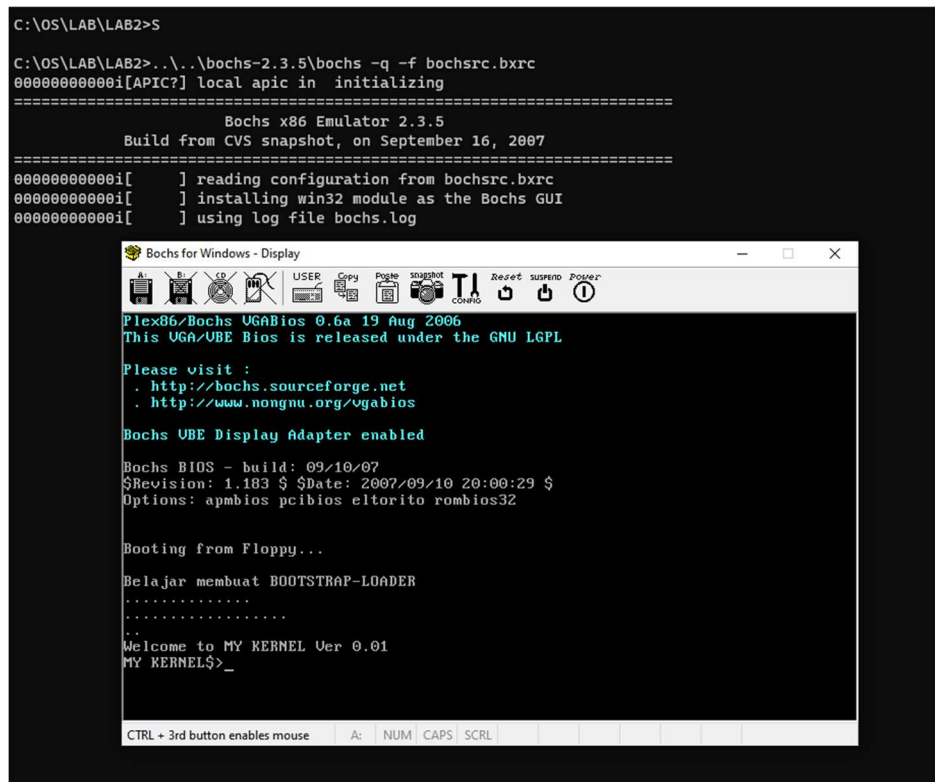 C:\OS\LAB\LAB2>S
C:\OS\LAB\LAB2>..\..\bochs-2.3.5\bochs -q -f bochsrc.bxrc
00000000000i[APIC?] local apic in  initializing
========================================================================
Bochs x86 Emulator 2.3.5
Build from CVS snapshot, on September 16, 2007
========================================================================
00000000000i[     ] reading configuration from bochsrc.bxrc
00000000000i[     ] installing win32 module as the Bochs GUI
00000000000i[     ] using log file bochs.log
Bochs for Windows - Display
A: B: CD USER Copy Paste snapshot CONFIG Reset SUSPEND Power
Plex86/Bochs VGABios 0.6a 19 Aug 2006
This VGA/VBE Bios is released under the GNU LGPL
Please visit :
. http://bochs.sourceforge.net
. http://www.nongnu.org/vgabios
Bochs VBE Display Adapter enabled
Bochs BIOS - build: 09/10/07
$Revision: 1.183 $ $Date: 2007/09/10 20:00:29 $
Options: apmbios pcibios eltorito rombios32
Booting from Floppy...
Belajar membuat BOOTSTRAP-LOADER
..............
..................
..
Welcome to MY KERNEL Ver 0.01
MY KERNEL$>_
CTRL + 3rd button enables mouse A: NUM CAPS SCRL